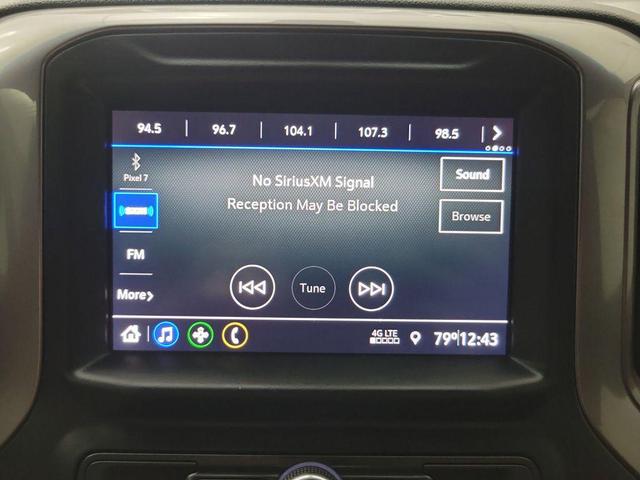 94.5 96.7 104.1 107.3 98.5
Pixel 7
No SiriusXM Signal
Sound
Reception May Be Blocked
Browse
FM
Tune
More
4G LTE
79° 12:43